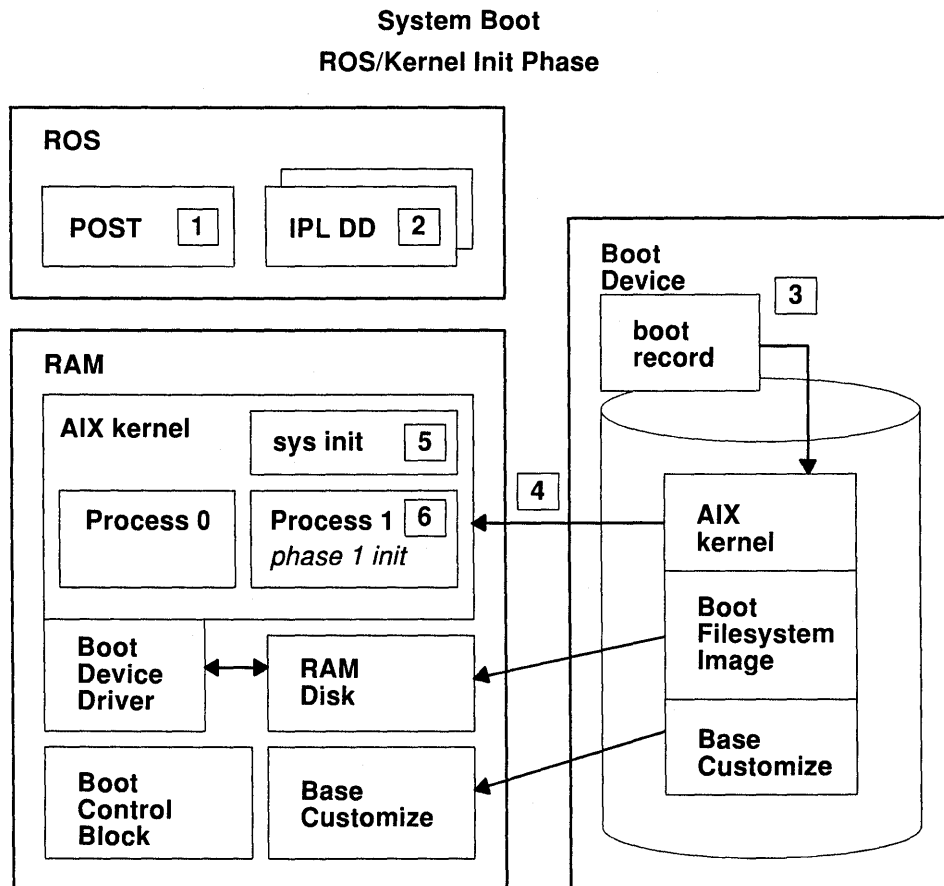 System Boot
ROS/Kernel Init Phase
ROS
POST 1
IPL DD 2
Boot
Device
3
boot
record
RAM
AIX kernel
sys init 5
Process 0
Process 1 6
phase 1 init
4
AIX
kernel
Boot
Filesystem
Image
Base
Customize
Boot
Device
Driver
RAM
Disk
Boot
Control
Block
Base
Customize